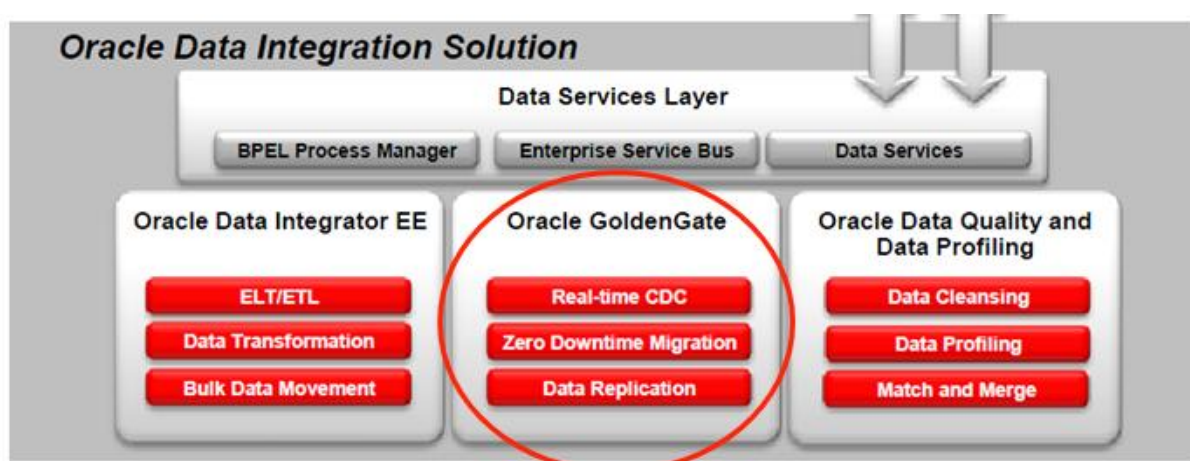 Oracle Data Integration Solution
Data Services Layer
BPEL Process Manager
Enterprise Service Bus
Data Services
Oracle Data Integrator EE
ELT/ETL
Data Transformation
Bulk Data Movement
Oracle GoldenGate
Real-time CDC
Zero Downtime Migration
Data Replication
Oracle Data Quality and
Data Profiling
Data Cleansing
Data Profiling
Match and Merge